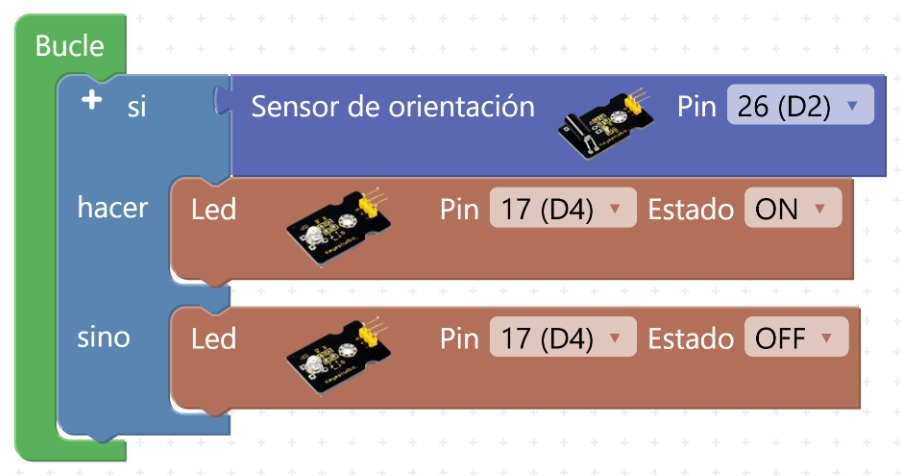 Bucle
+ si Sensor de orientación Pin 26 (D2)
hacer Led Pin 17 (D4) Estado ON
sino Led Pin 17 (D4) Estado OFF